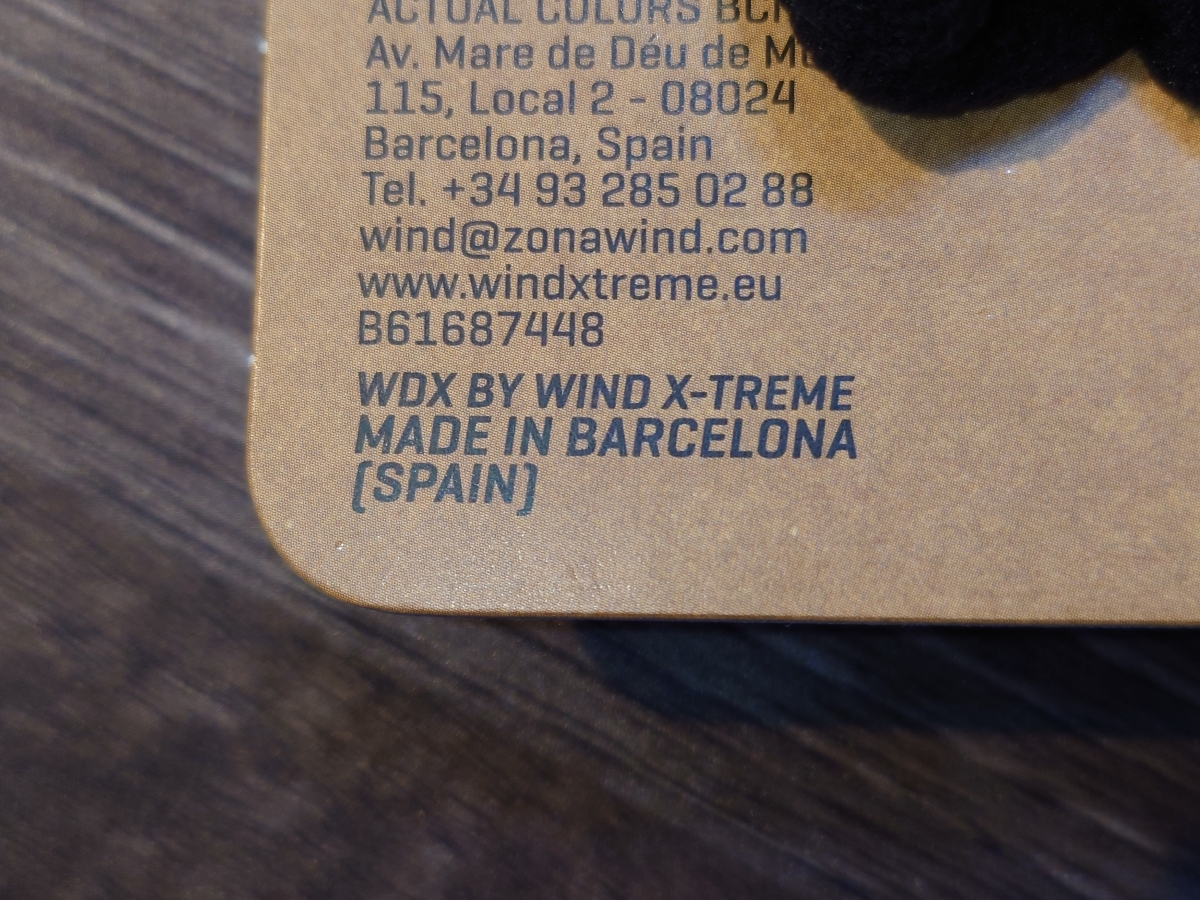 ACTUAL COLORS
Av. Mare de Déu de
115, Local 2 - 08024
Barcelona, Spain
Tel. +34 93 285 02 88
wind@zonawind.com
www.windxtreme.eu
B61687448
WDX BY WIND X-TREME
MADE IN BARCELONA
[SPAIN]